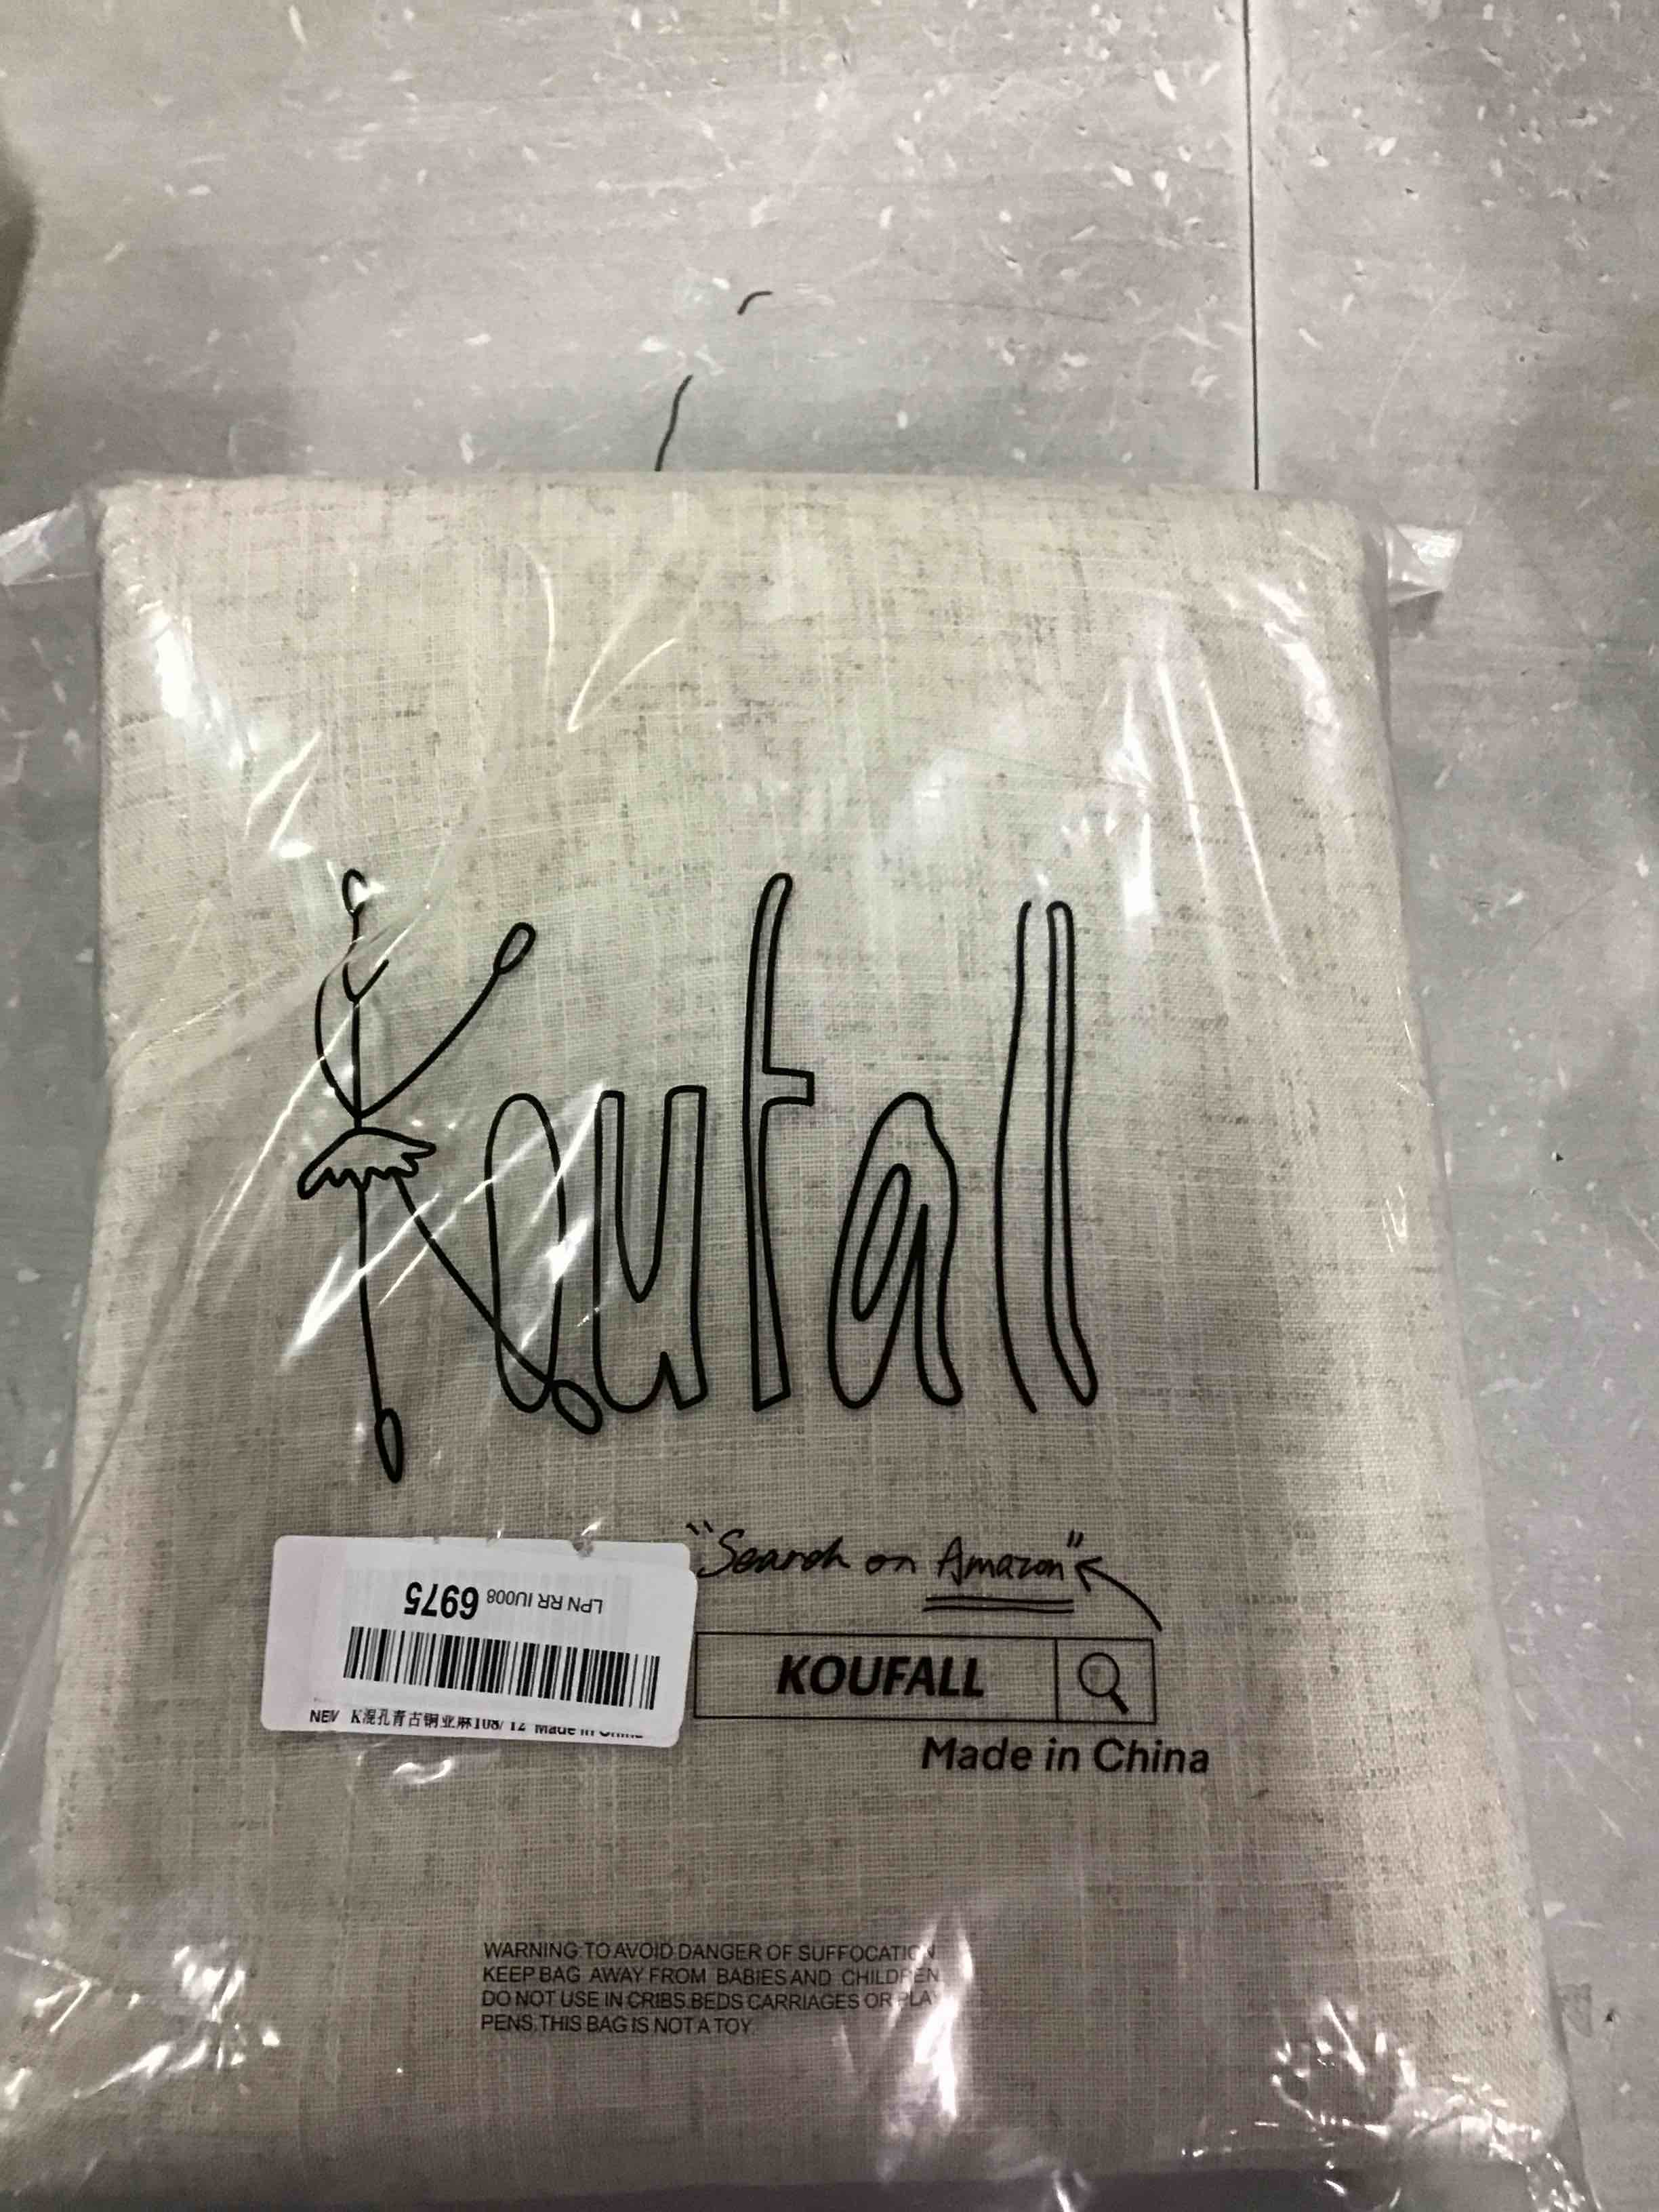 Koufall
"Search on Amazon"
KOUFALL
Made in China
LPN RR IU008 6975
NEW K混孔青古铜亚麻108/12 Made in China
WARNING:TO AVOID DANGER OF SUFFOCATION
KEEP BAG AWAY FROM BABIES AND CHILDREN
DO NOT USE IN CRIBS.BEDS CARRIAGES OR PLAY
PENS.THIS BAG IS NOT A TOY.